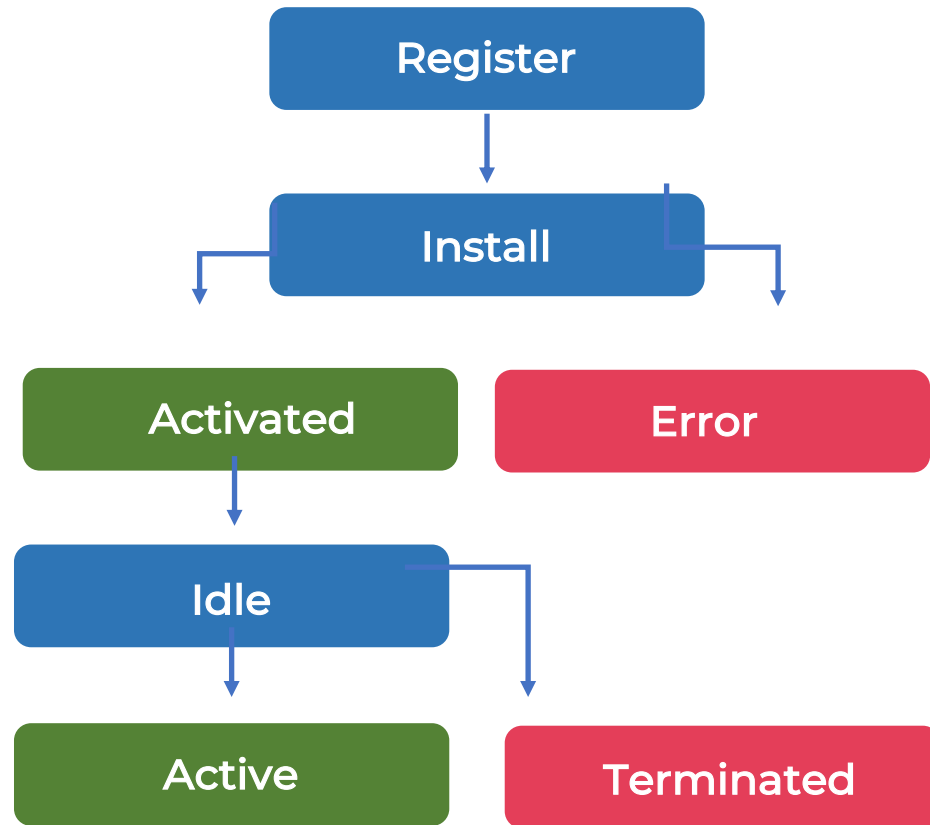 Register
Install
Activated
Error
Idle
Active
Terminated